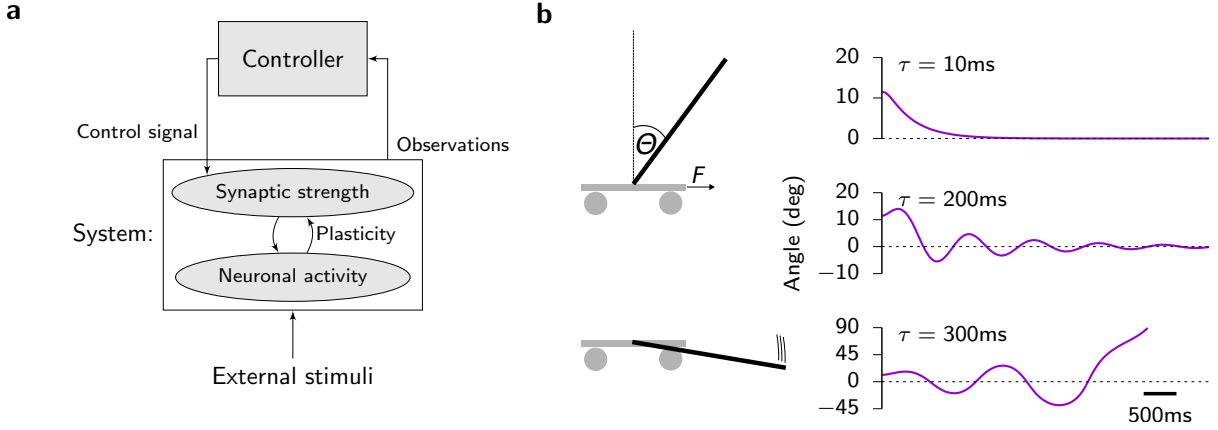 a
Controller
Control signal
Observations
Synaptic strength
System:
Plasticity
Neuronal activity
External stimuli
b
Θ
F
Angle (deg)
20
10
0
τ = 10ms
20
10
0
−10
τ = 200ms
90
45
0
−45
τ = 300ms
500ms